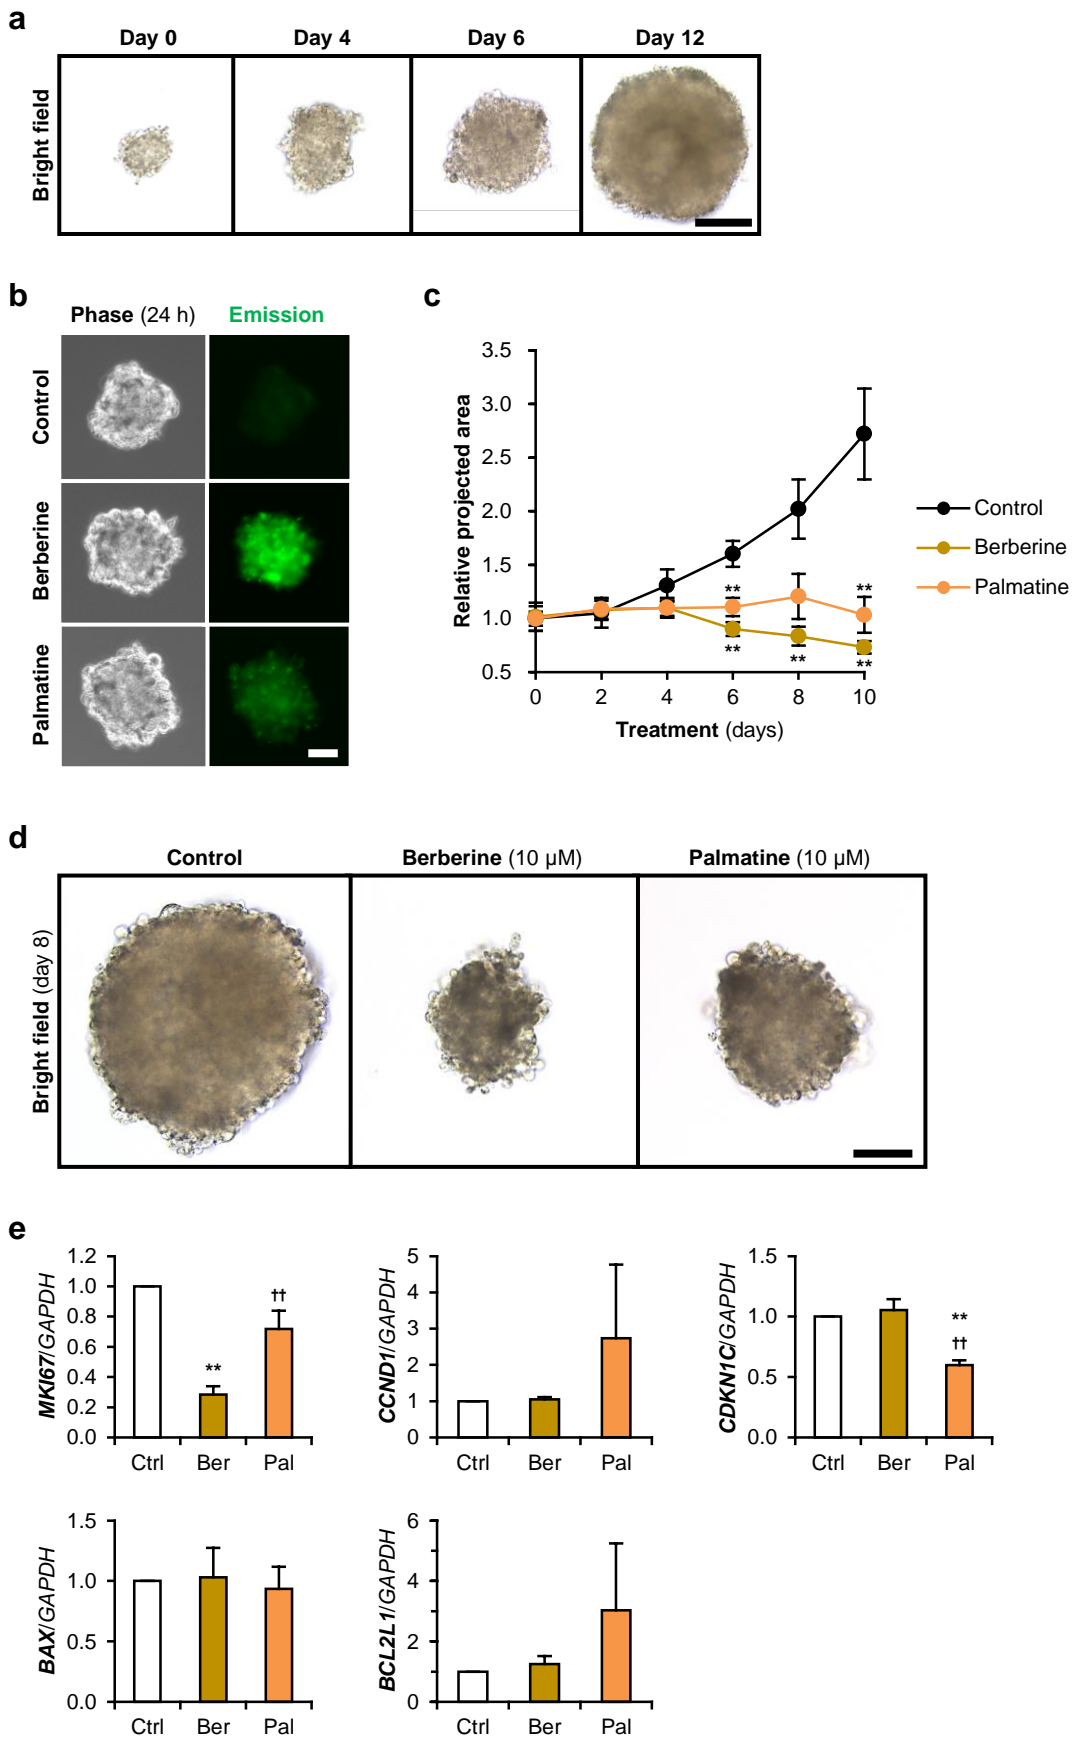 a
Day 0 Day 4 Day 6 Day 12
Bright field
b
Phase (24 h) Emission
Control
Berberine
Palmatine
c
Relative projected area
3.5
3.0
2.5
2.0
1.5
1.0
0.5
** **
** ** **
0 2 4 6 8 10
Treatment (days)
Control
Berberine
Palmatine
d
Control Berberine (10 µM) Palmatine (10 µM)
Bright field (day 8)
e
MKI67/GAPDH
1.2
1.0
0.8
0.6
0.4
0.2
0.0
**
††
Ctrl Ber Pal
CCND1/GAPDH
5
4
3
2
1
0
Ctrl Ber Pal
CDKN1C/GAPDH
1.5
1.0
0.5
0.0
**
††
Ctrl Ber Pal
BAX/GAPDH
1.5
1.0
0.5
0.0
Ctrl Ber Pal
BCL2L1/GAPDH
6
4
2
0
Ctrl Ber Pal